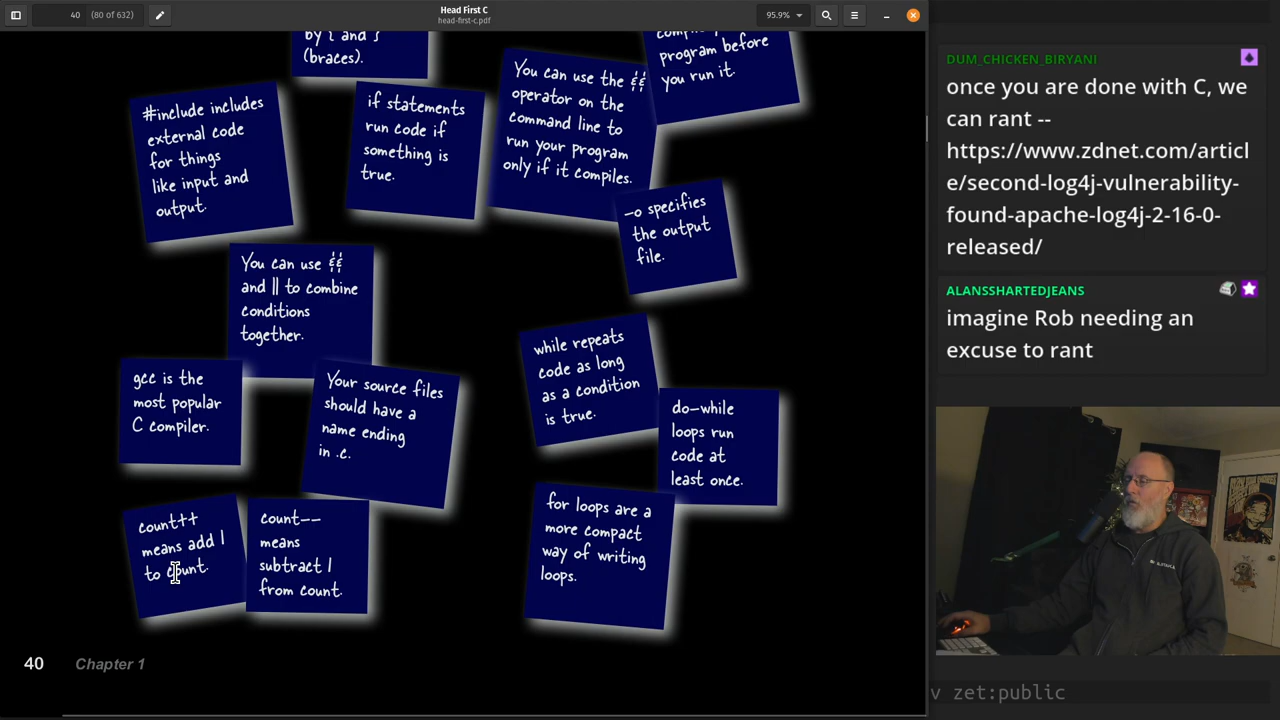 40 (80 of 632)
Head First C
head-first-c.pdf
95.9%
by { and }
(braces).
program before
you run it.
#include includes
external code
for things
like input and
output.
if statements
run code if
something is
true.
You can use the &&
operator on the
command line to
run your program
only if it compiles.
-o specifies
the output
file.
You can use &&
and || to combine
conditions
together.
while repeats
code as long
as a condition
is true.
gcc is the
most popular
C compiler.
Your source files
should have a
name ending
in .c.
do-while
loops run
code at
least once.
count++
means add 1
to count.
count--
means
subtract 1
from count.
for loops are a
more compact
way of writing
loops.
40 Chapter 1
DUM_CHICKEN_BIRYANI
once you are done with C, we
can rant --
https://www.zdnet.com/articl
e/second-log4j-vulnerability-
found-apache-log4j-2-16-0-
released/
ALANSSHARTEDJEANS
imagine Rob needing an
excuse to rant
v zet:public